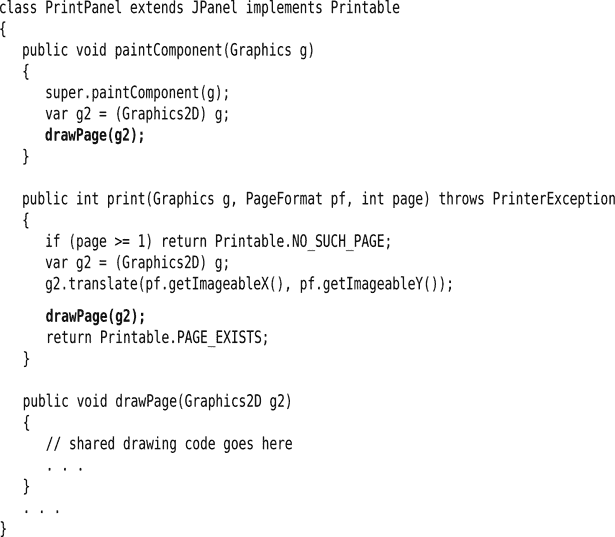 class PrintPanel extends JPanel implements Printable
{
   public void paintComponent(Graphics g)
   {
      super.paintComponent(g);
      var g2 = (Graphics2D) g;
      drawPage(g2);
   }

   public int print(Graphics g, PageFormat pf, int page) throws PrinterException
   {
      if (page >= 1) return Printable.NO_SUCH_PAGE;
      var g2 = (Graphics2D) g;
      g2.translate(pf.getImageableX(), pf.getImageableY());
      drawPage(g2);
      return Printable.PAGE_EXISTS;
   }

   public void drawPage(Graphics2D g2)
   {
      // shared drawing code goes here
      . . .
   }
   . . .
}